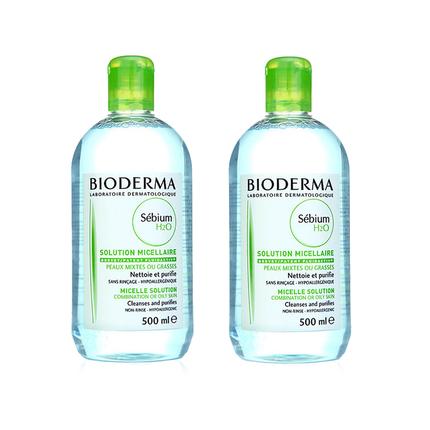 BIODERMA
LABORATOIRE DERMATOLOGIQUE
Sébium
H2O
SOLUTION MICELLAIRE
PEAUX MIXTES OU GRASSES
Nettoie et purifie
SANS RINÇAGE - HYPOALLERGÉNIQUE
MICELLE SOLUTION
COMBINATION OR OILY SKIN
Cleanses and purifies
NON-RINSE - HYPOALLERGENIC
500 ml e
BIODERMA
LABORATOIRE DERMATOLOGIQUE
Sébium
H2O
SOLUTION MICELLAIRE
PEAUX MIXTES OU GRASSES
Nettoie et purifie
SANS RINÇAGE - HYPOALLERGÉNIQUE
MICELLE SOLUTION
COMBINATION OR OILY SKIN
Cleanses and purifies
NON-RINSE - HYPOALLERGENIC
500 ml e